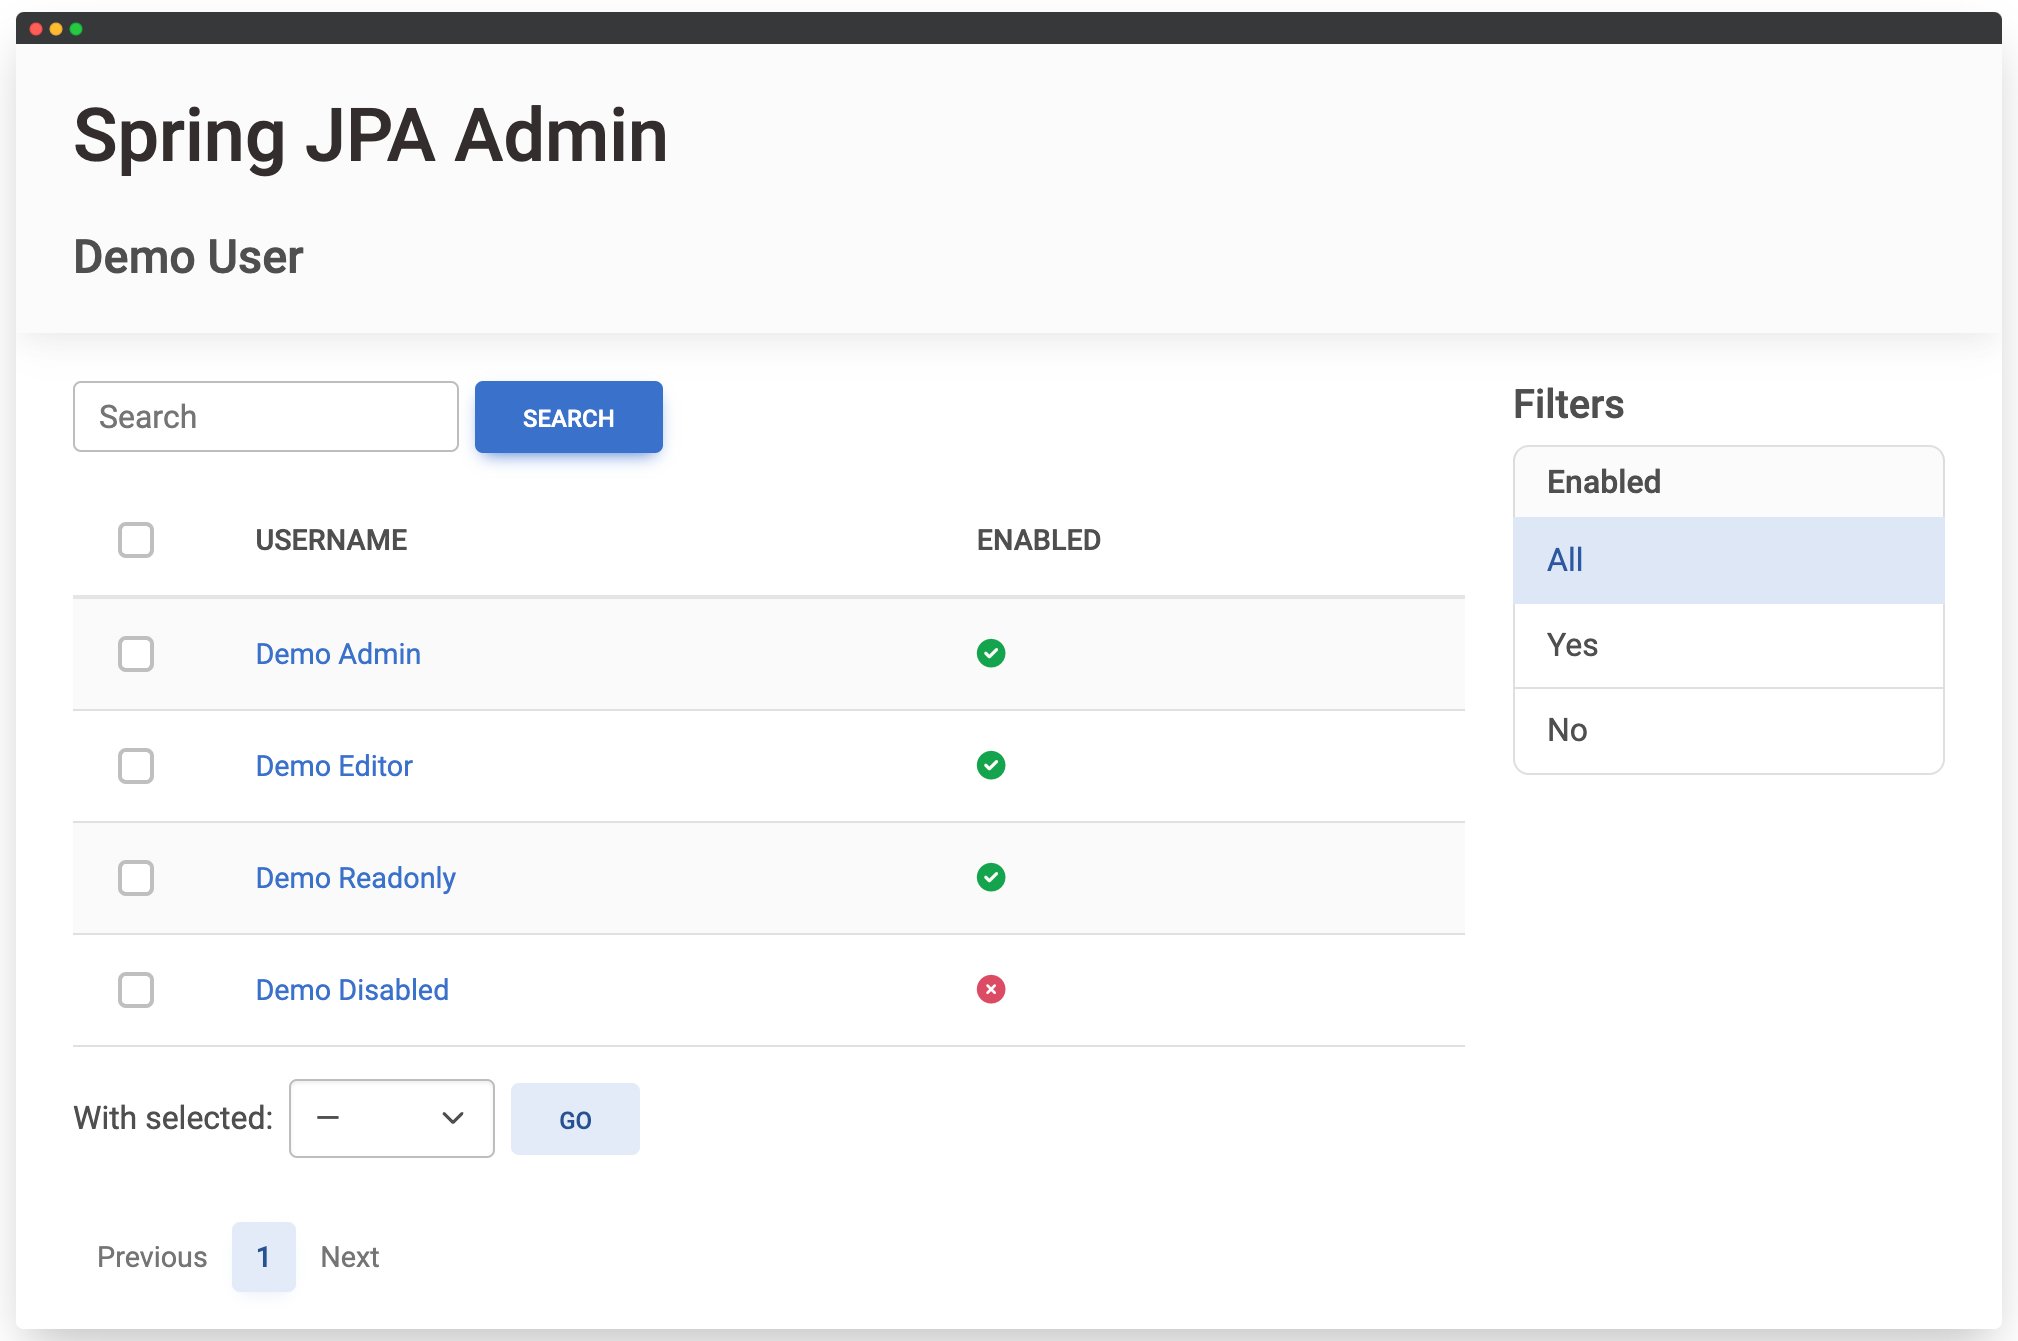 Spring JPA Admin
Demo User
Search SEARCH
USERNAME ENABLED
Demo Admin
Demo Editor
Demo Readonly
Demo Disabled
With selected: — GO
Previous 1 Next
Filters
Enabled
All
Yes
No